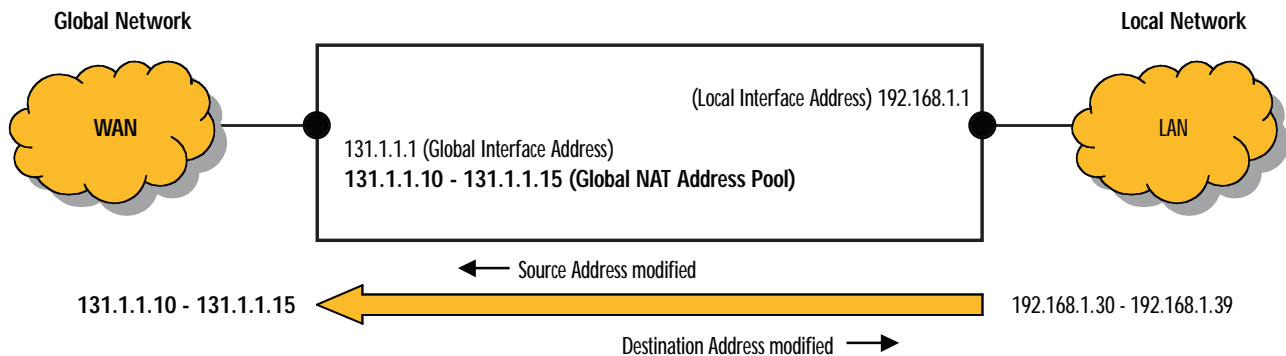 Global Network
Local Network
WAN
(Local Interface Address) 192.168.1.1
LAN
131.1.1.1 (Global Interface Address)
131.1.1.10 - 131.1.1.15 (Global NAT Address Pool)
Source Address modified
131.1.1.10 - 131.1.1.15
192.168.1.30 - 192.168.1.39
Destination Address modified